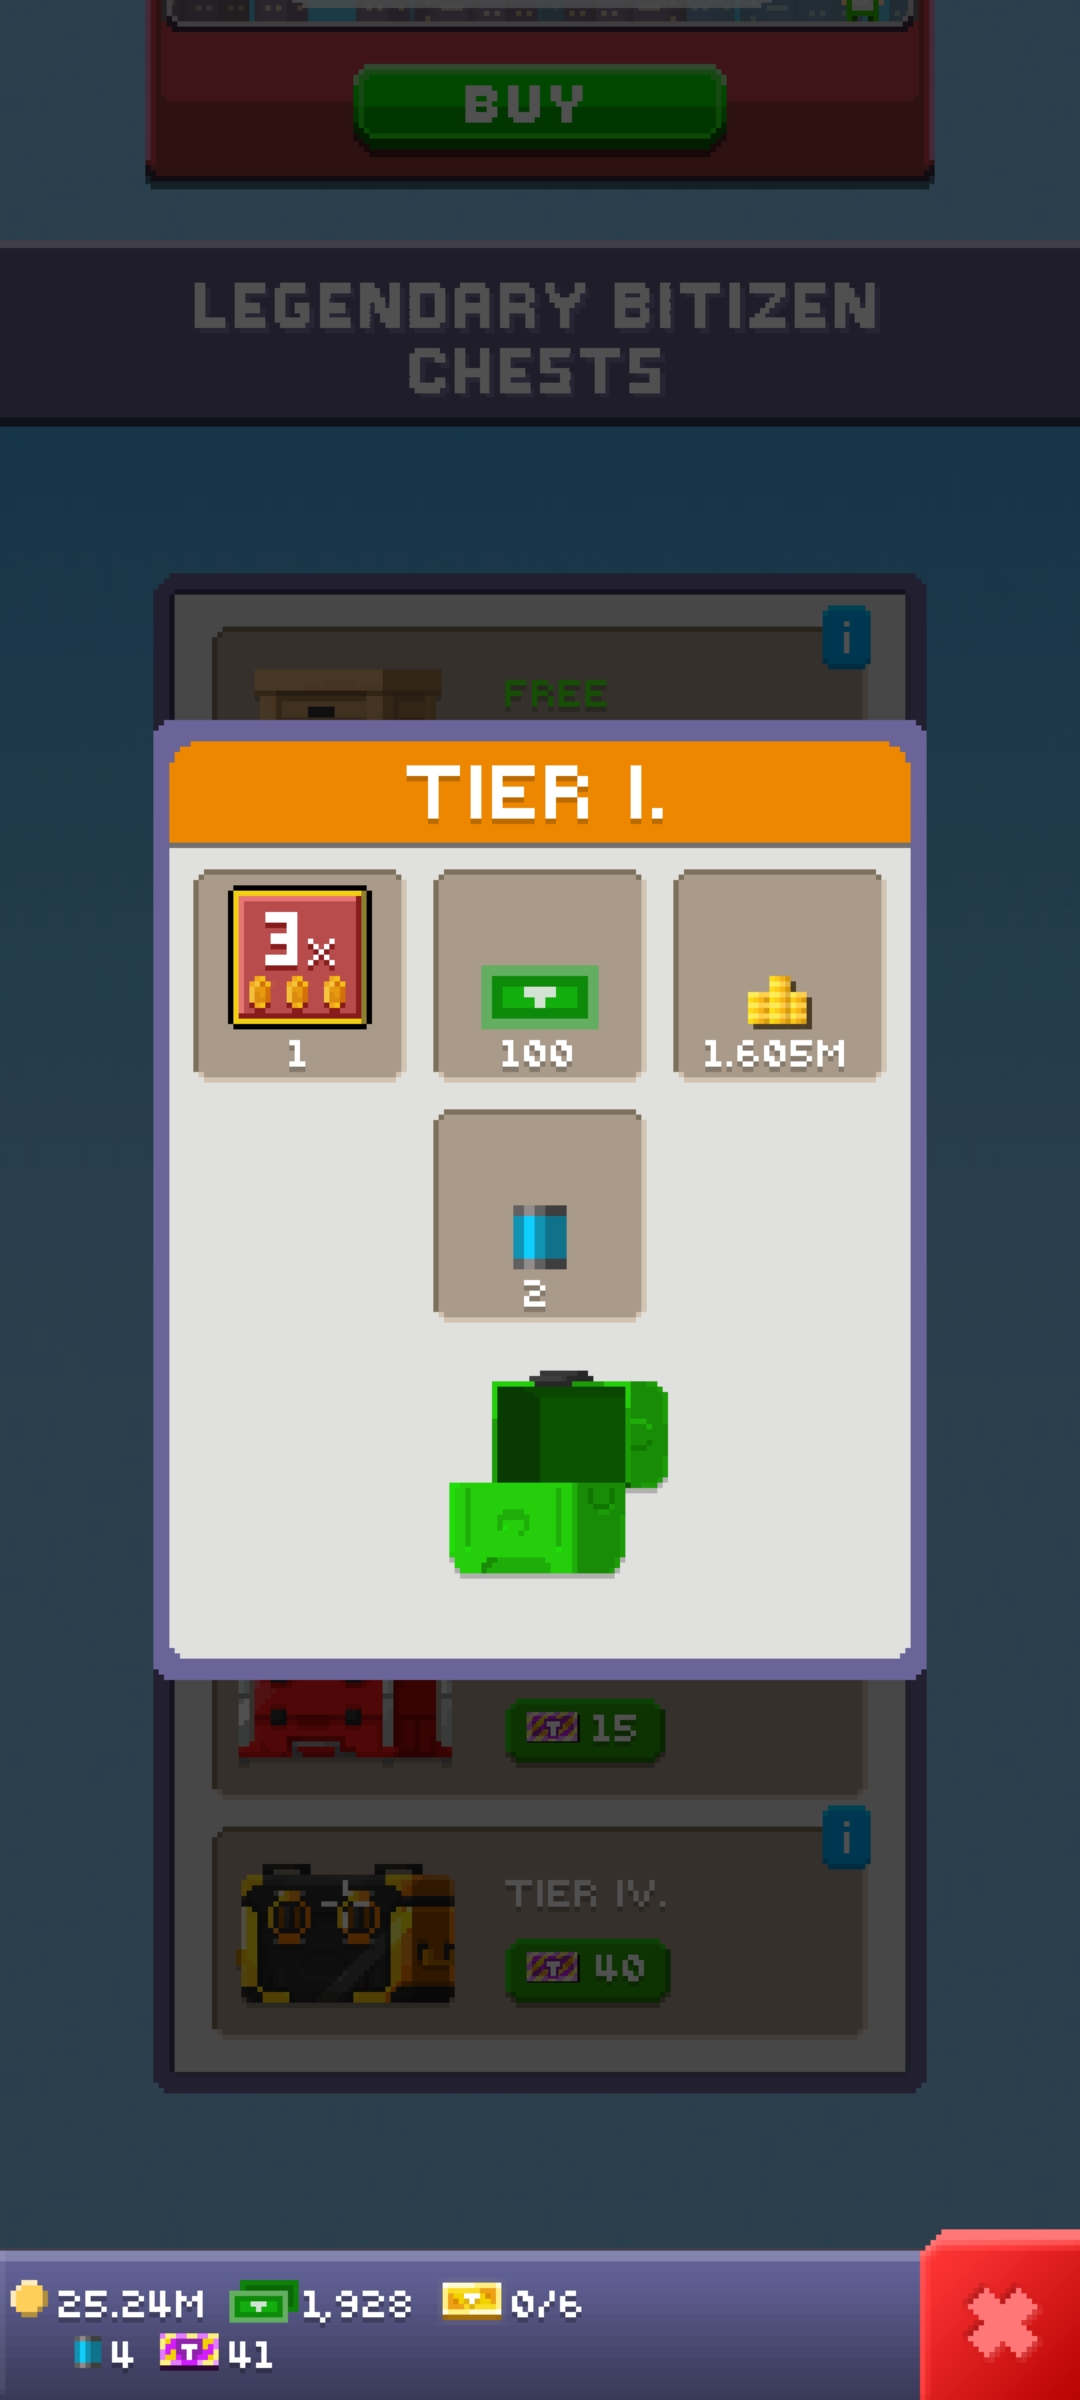 BUY
LEGENDARY BITIZEN
CHESTS
i
FREE
TIER I.
3x
1
100
1.605M
2
15
i
TIER IV.
T 40
25.24M 1,928 0/6
4 T 41